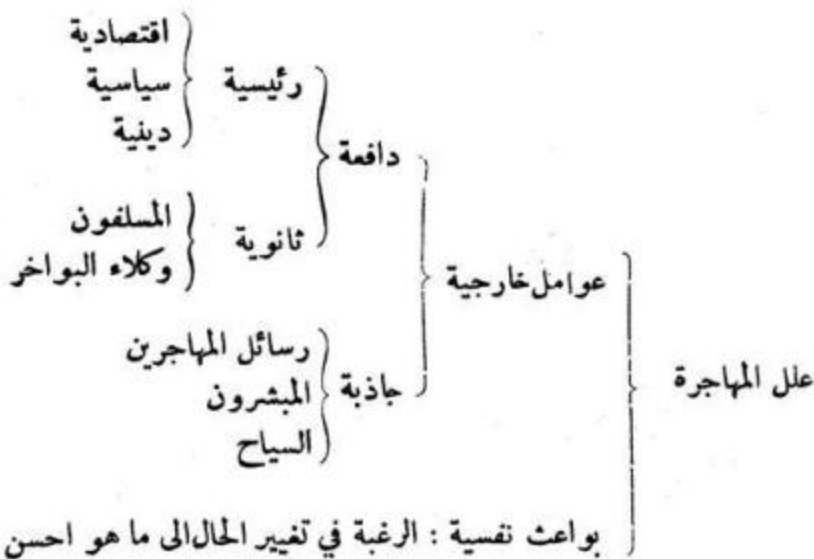 علل المهاجرة
عوامل خارجية
دافعة
رئيسية
اقتصادية
سياسية
دينية
ثانوية
المسلفون
وكلاء البواخر
جاذبة
رسائل المهاجرين
المبشرون
السياح
بواعث نفسية : الرغبة في تغيير الحال الى ما هو احسن